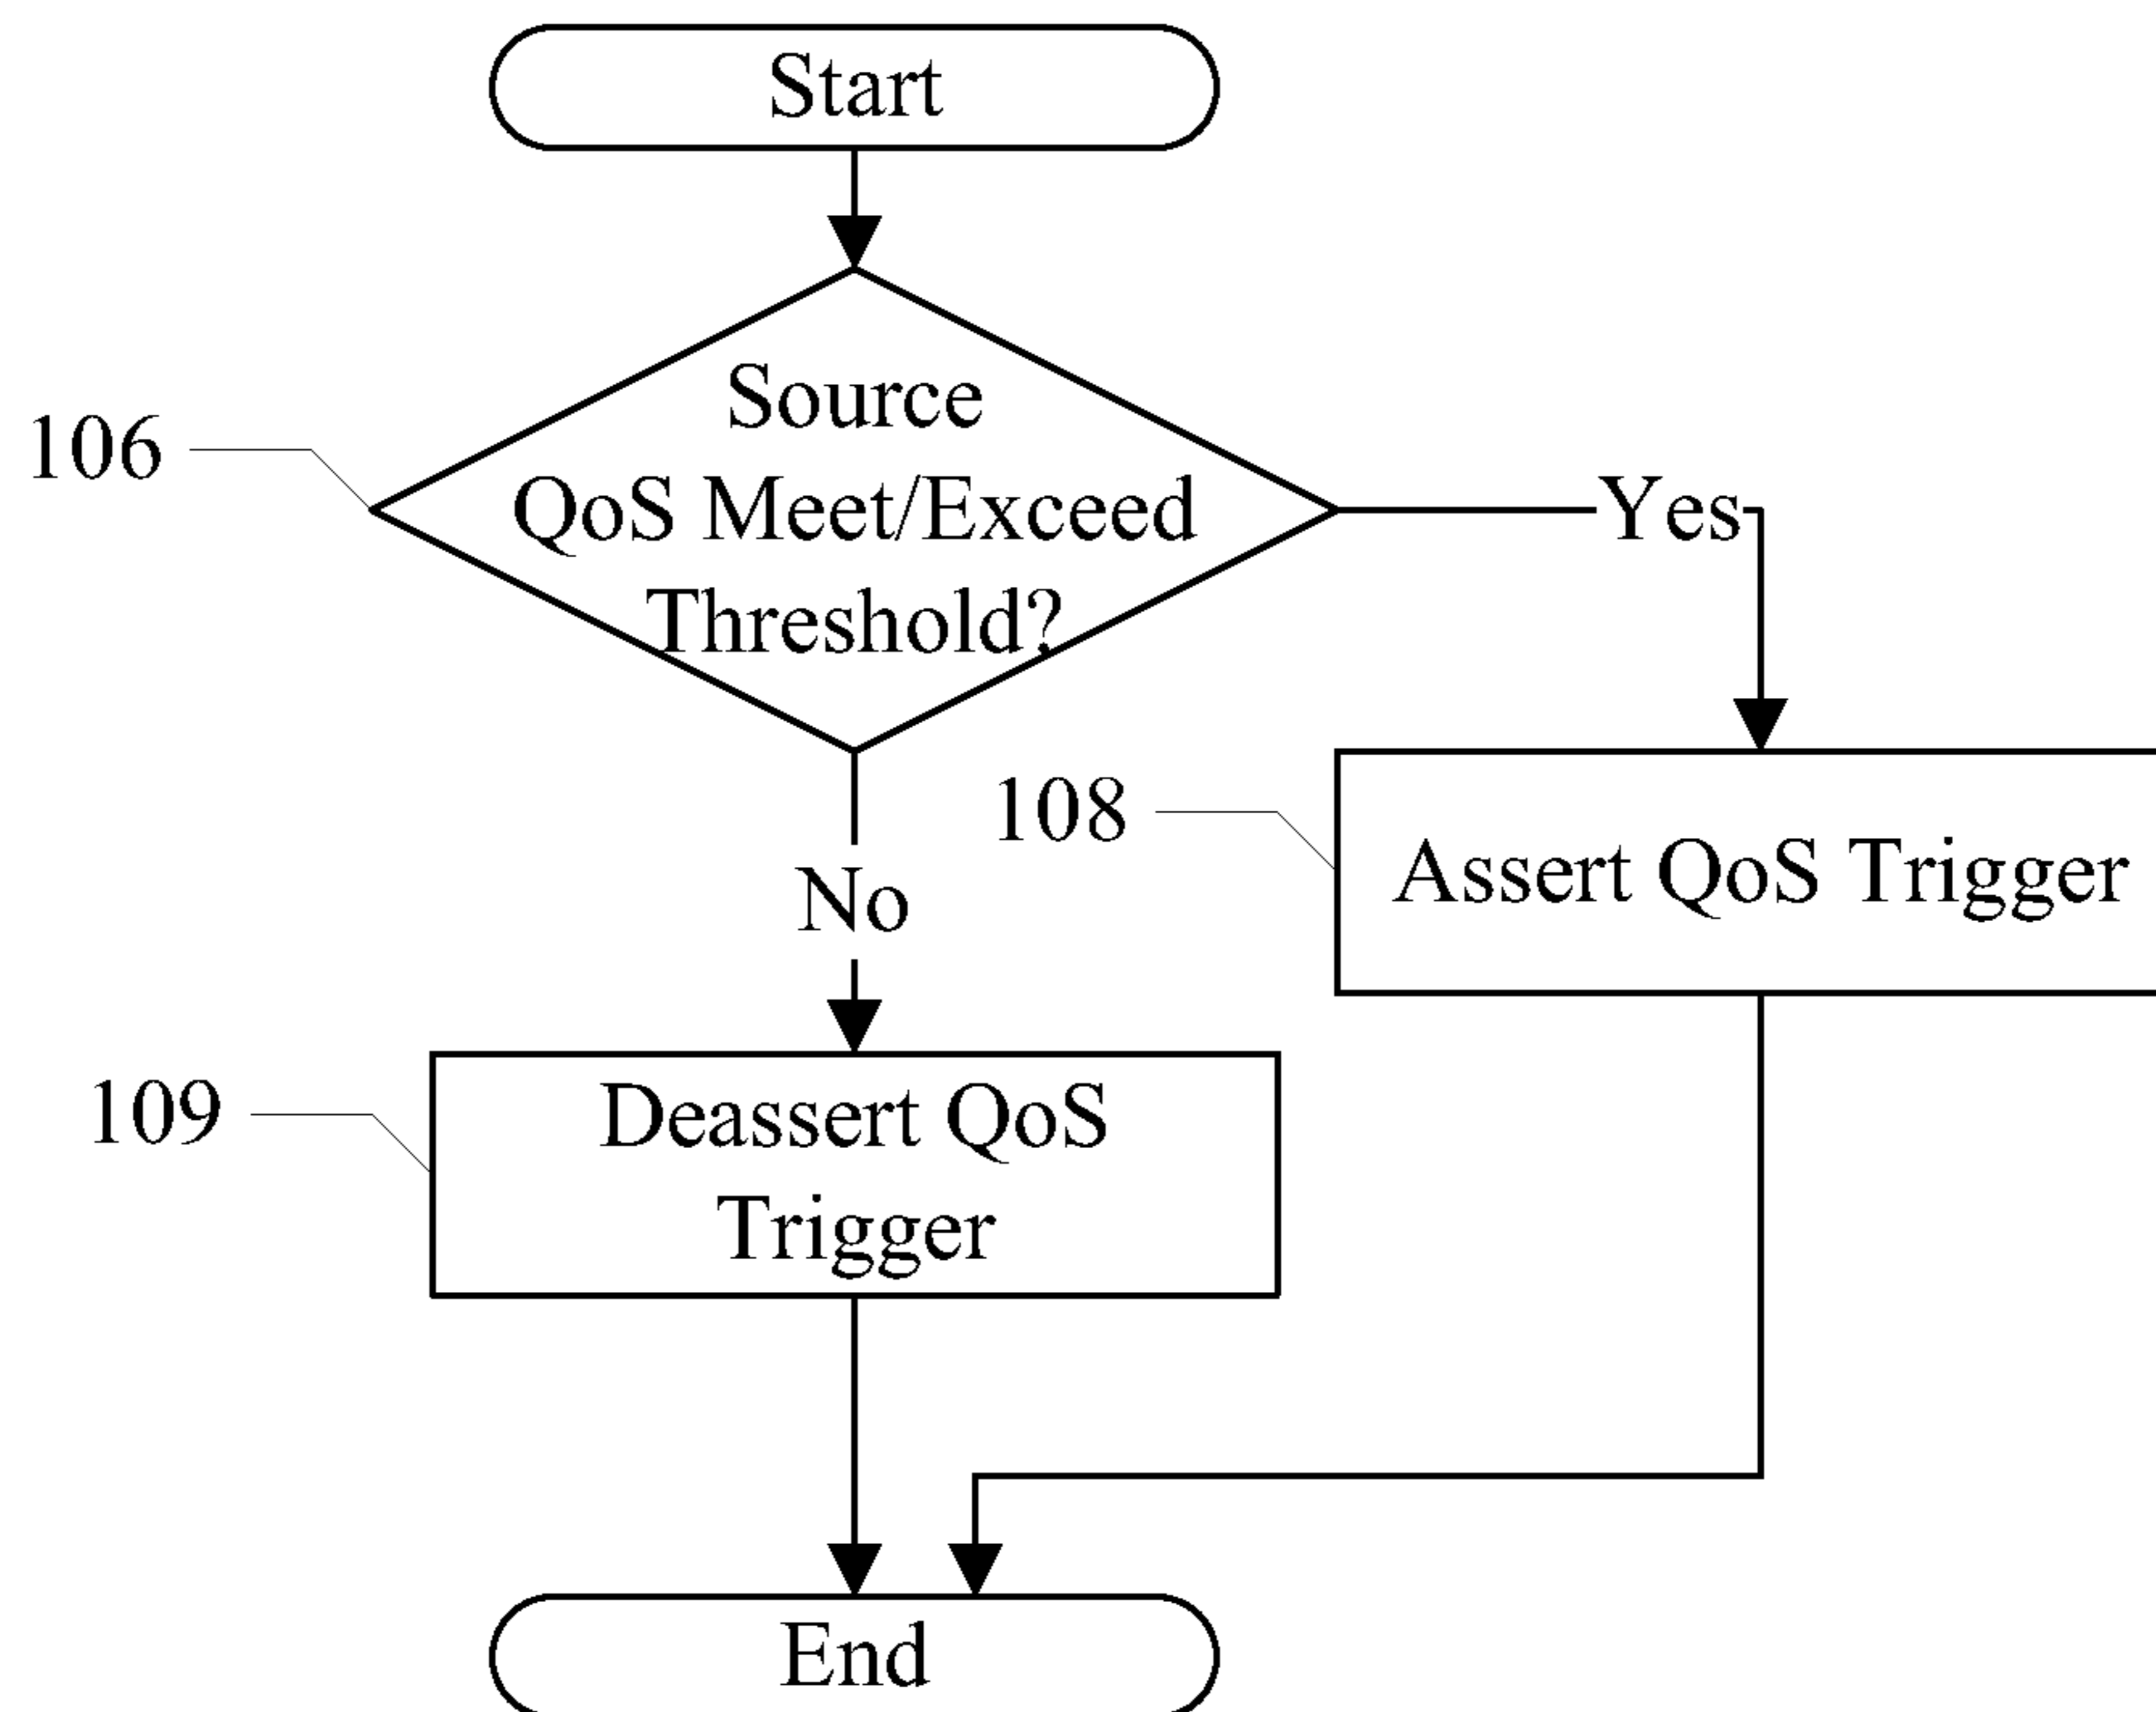 Start
106
Source
QoS Meet/Exceed
Threshold?
Yes
No
108
Assert QoS Trigger
109
Deassert QoS
Trigger
End